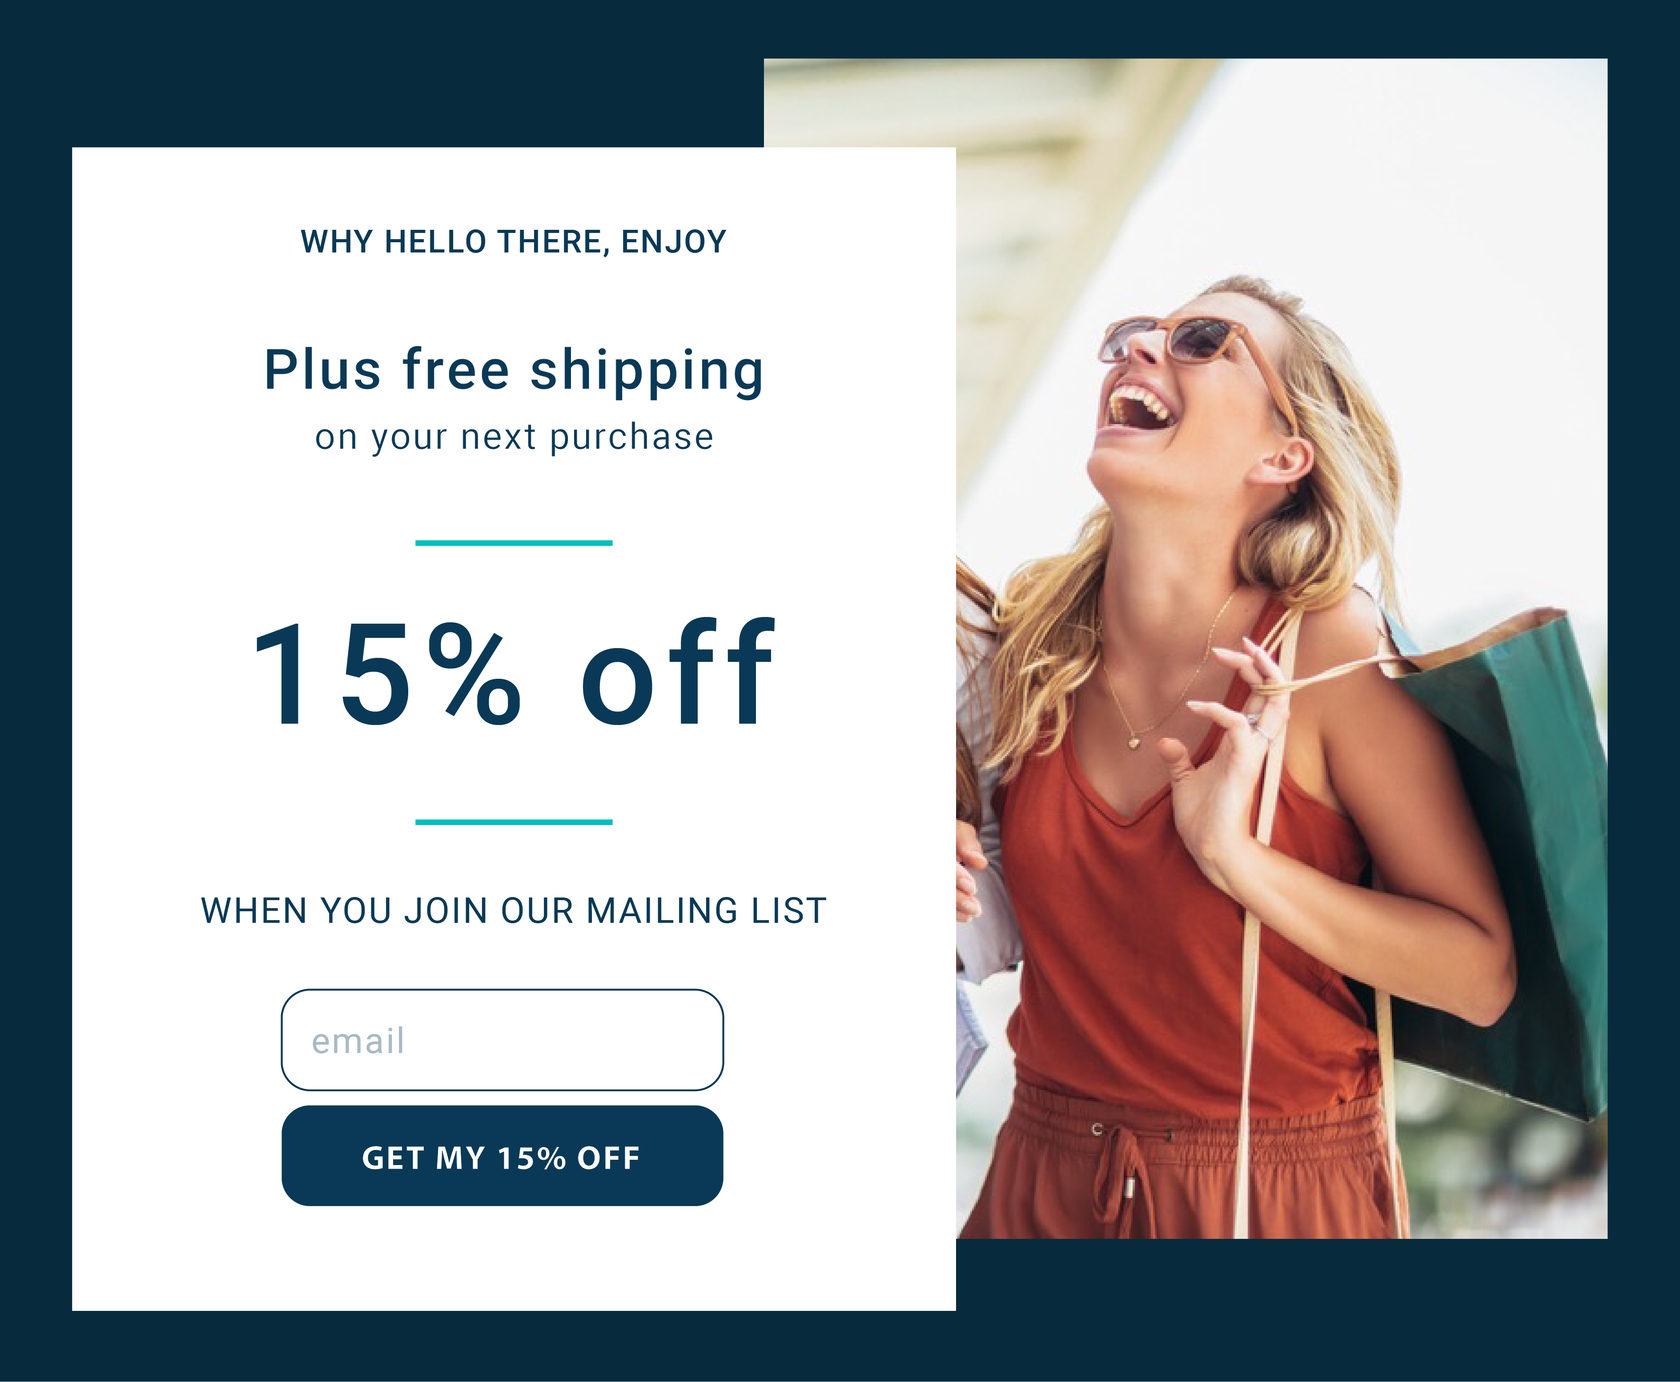 WHY HELLO THERE, ENJOY
Plus free shipping
on your next purchase
15% off
WHEN YOU JOIN OUR MAILING LIST
email
GET MY 15% OFF